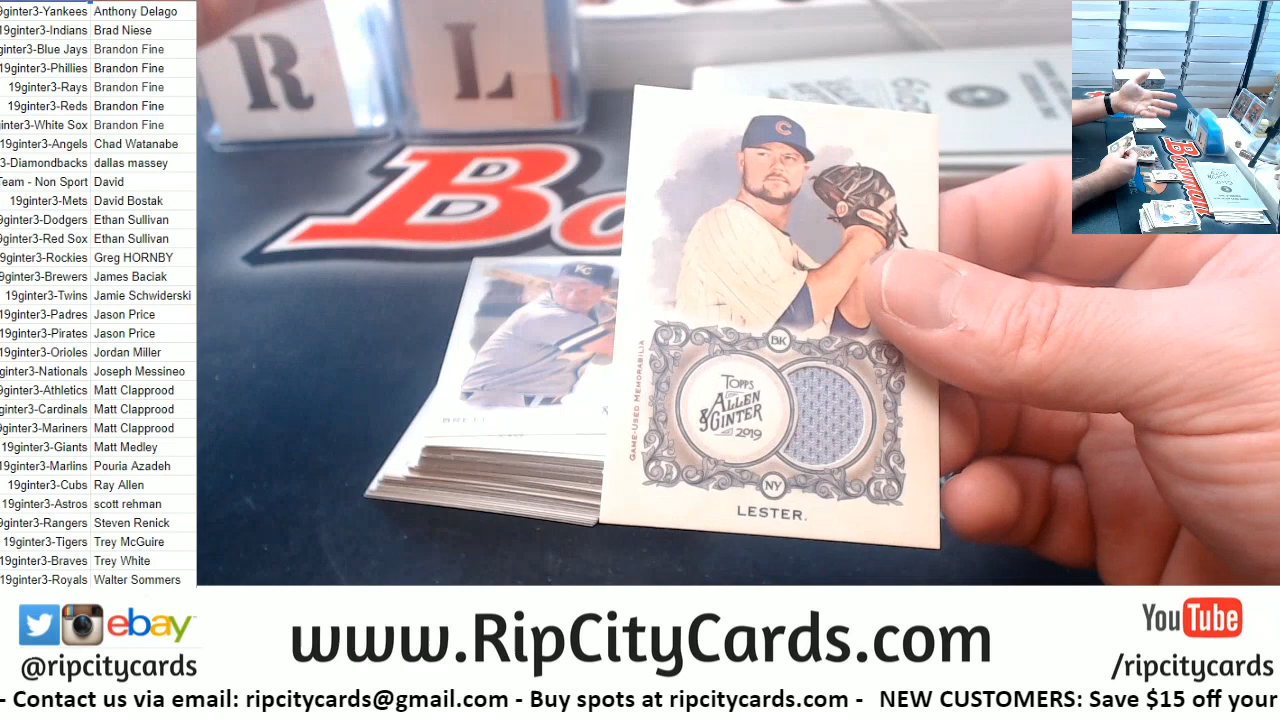 9ginter3-Yankees Anthony Delago
19ginter3-Indians Brad Niese
ginter3-Blue Jays Brandon Fine
19ginter3-Phillies Brandon Fine
19ginter3-Rays Brandon Fine
19ginter3-Reds Brandon Fine
ginter3-White Sox Brandon Fine
19ginter3-Angels Chad Watanabe
3-Diamondbacks dallas massey
Team - Non Sport David
19ginter3-Mets David Bostak
9ginter3-Dodgers Ethan Sullivan
9ginter3-Red Sox Ethan Sullivan
9ginter3-Rockies Greg HORNBY
9ginter3-Brewers James Baciak
19ginter3-Twins Jamie Schwiderski
19ginter3-Padres Jason Price
19ginter3-Pirates Jason Price
19ginter3-Orioles Jordan Miller
ginter3-Nationals Joseph Messineo
9ginter3-Athletics Matt Clapprood
ginter3-Cardinals Matt Clapprood
ginter3-Mariners Matt Clapprood
19ginter3-Giants Matt Medley
19ginter3-Marlins Pouria Azadeh
19ginter3-Cubs Ray Allen
19ginter3-Astros scott rehman
9ginter3-Rangers Steven Renick
19ginter3-Tigers Trey McGuire
19ginter3-Braves Trey White
19ginter3-Royals Walter Sommers
R L
Bo
C
KC
BK
GAME-USED MEMORABILIA
TOPPS
ALLEN
& GINTER
2019
NY
LESTER.
ebay
@ripcitycards
www.RipCityCards.com
YouTube
/ripcitycards
- Contact us via email: ripcitycards@gmail.com - Buy spots at ripcitycards.com - NEW CUSTOMERS: Save $15 off your